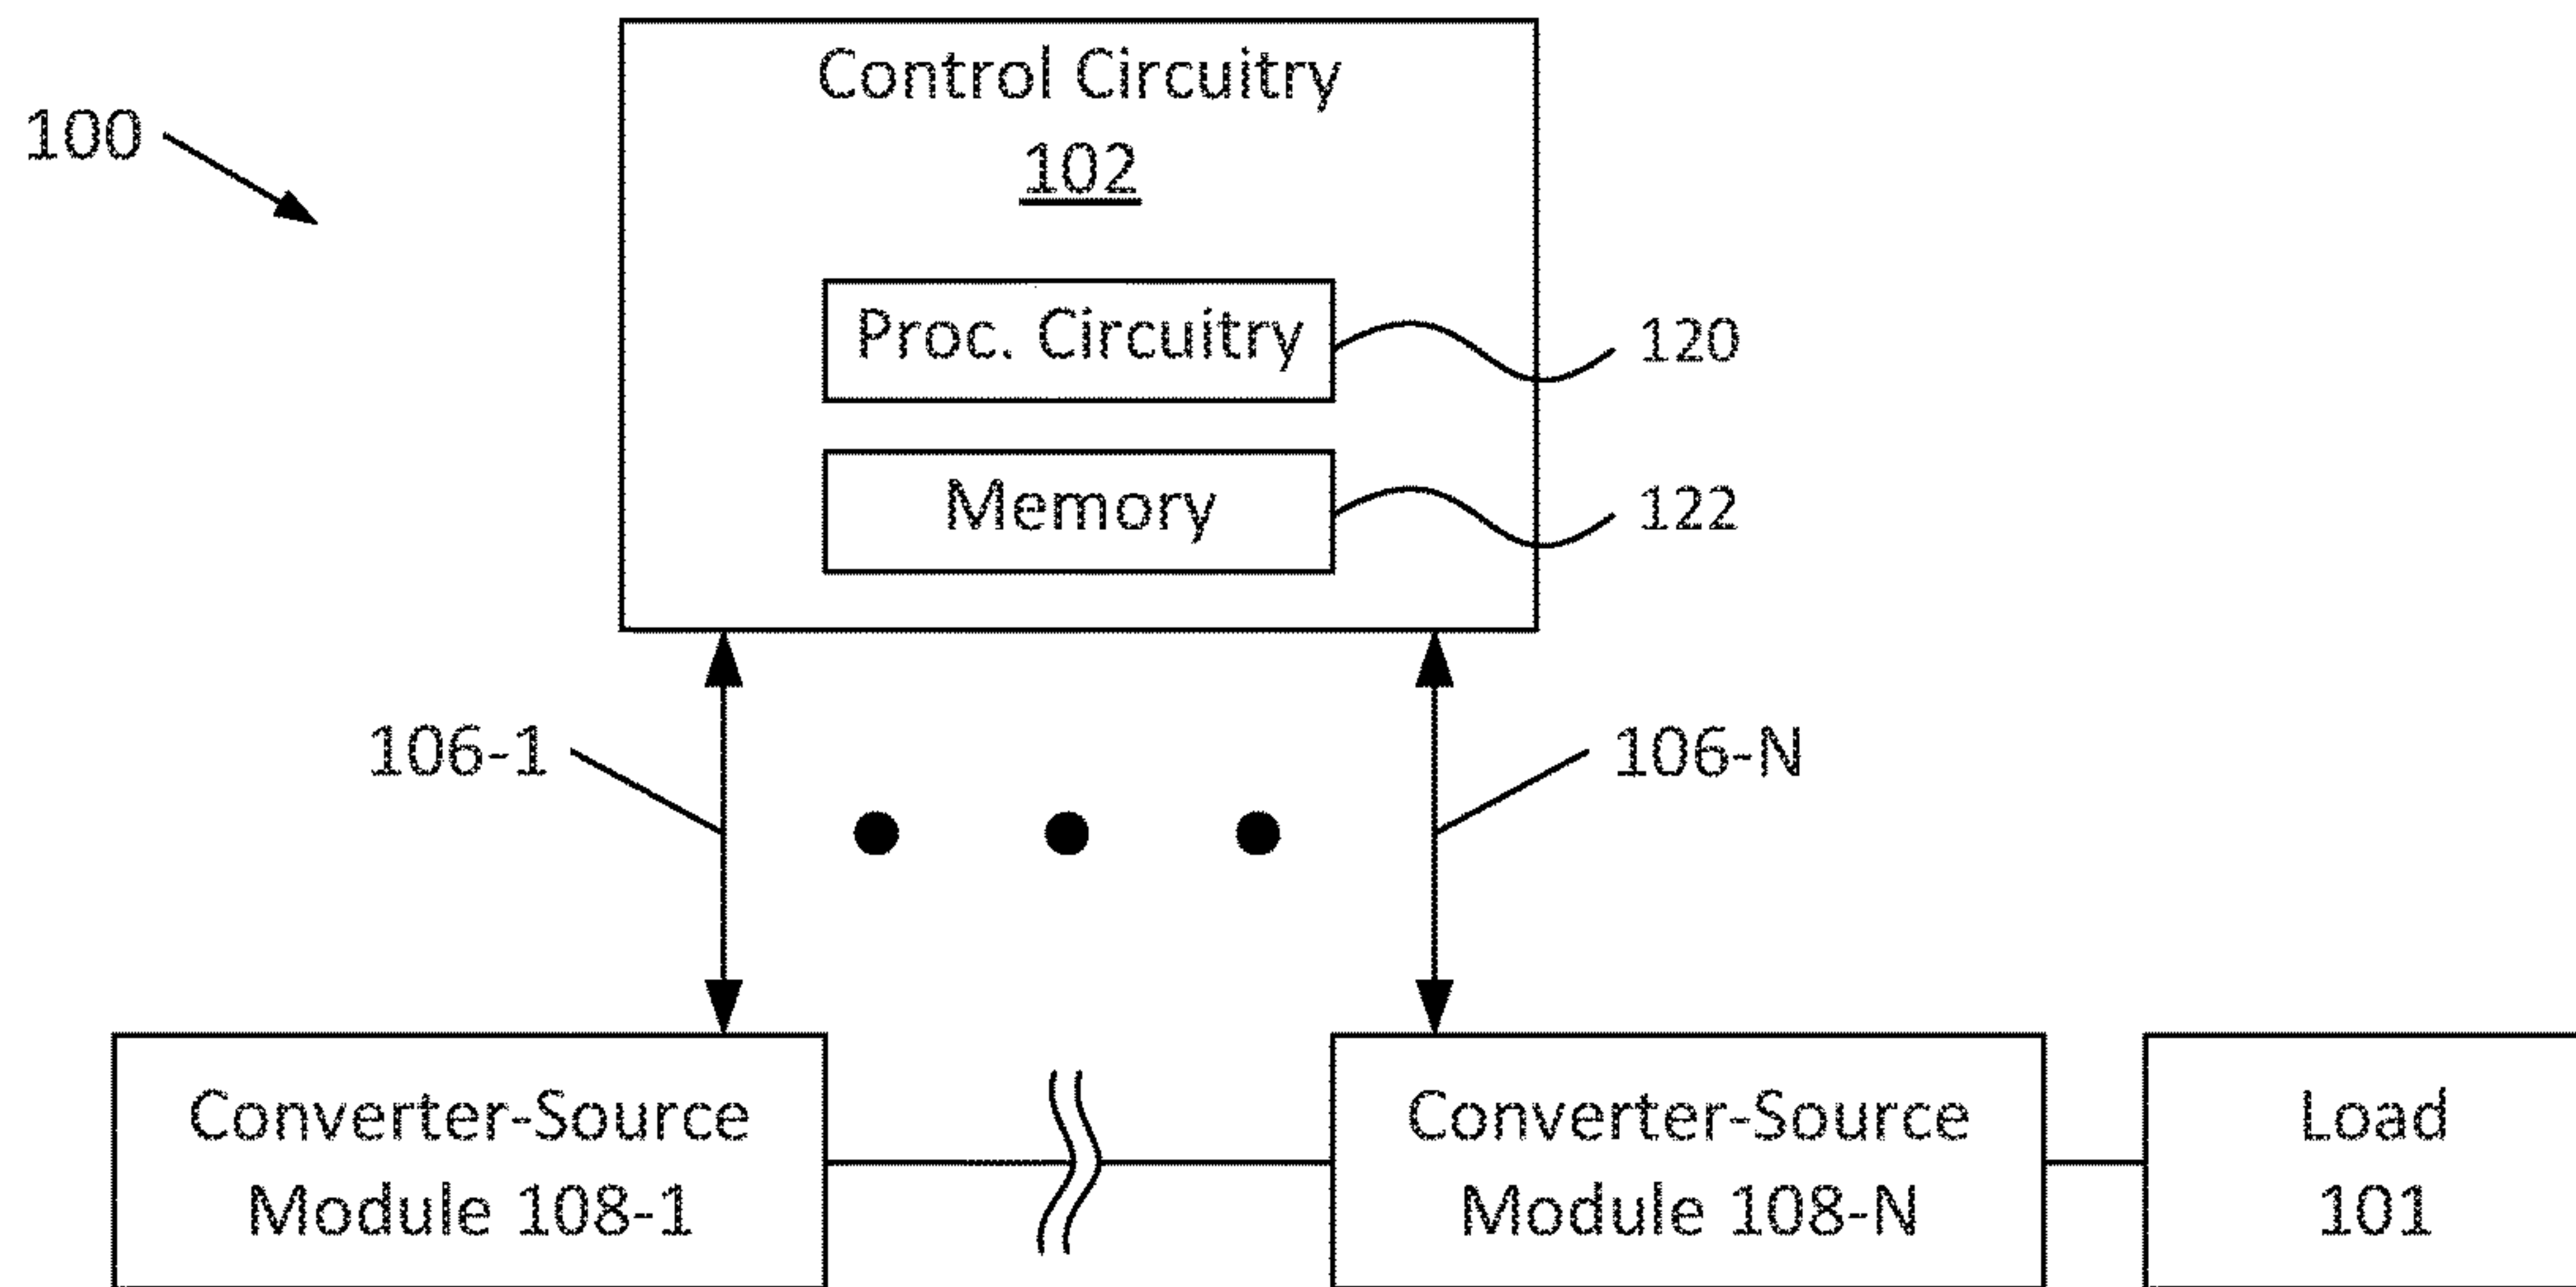 Control Circuitry
100
102
Proc. Circuitry
120
Memory
122
106-1
106-N
Converter-Source
Module 108-1
Converter-Source
Module 108-N
Load
101